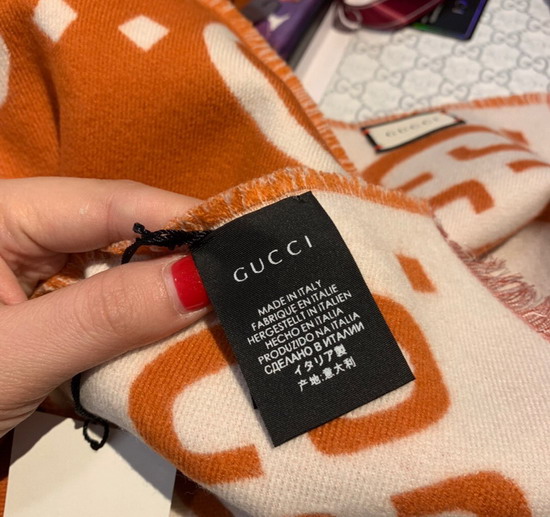 GUCCI
MADE IN ITALY
FABRIQUE EN ITALIE
HERGESTELLT IN ITALIEN
HECHO EN ITALIA
PRODUZIDO NA ITALIA
СДЕЛАНО В ИТАЛИИ
イタリア製
产地:意大利
GUCCI